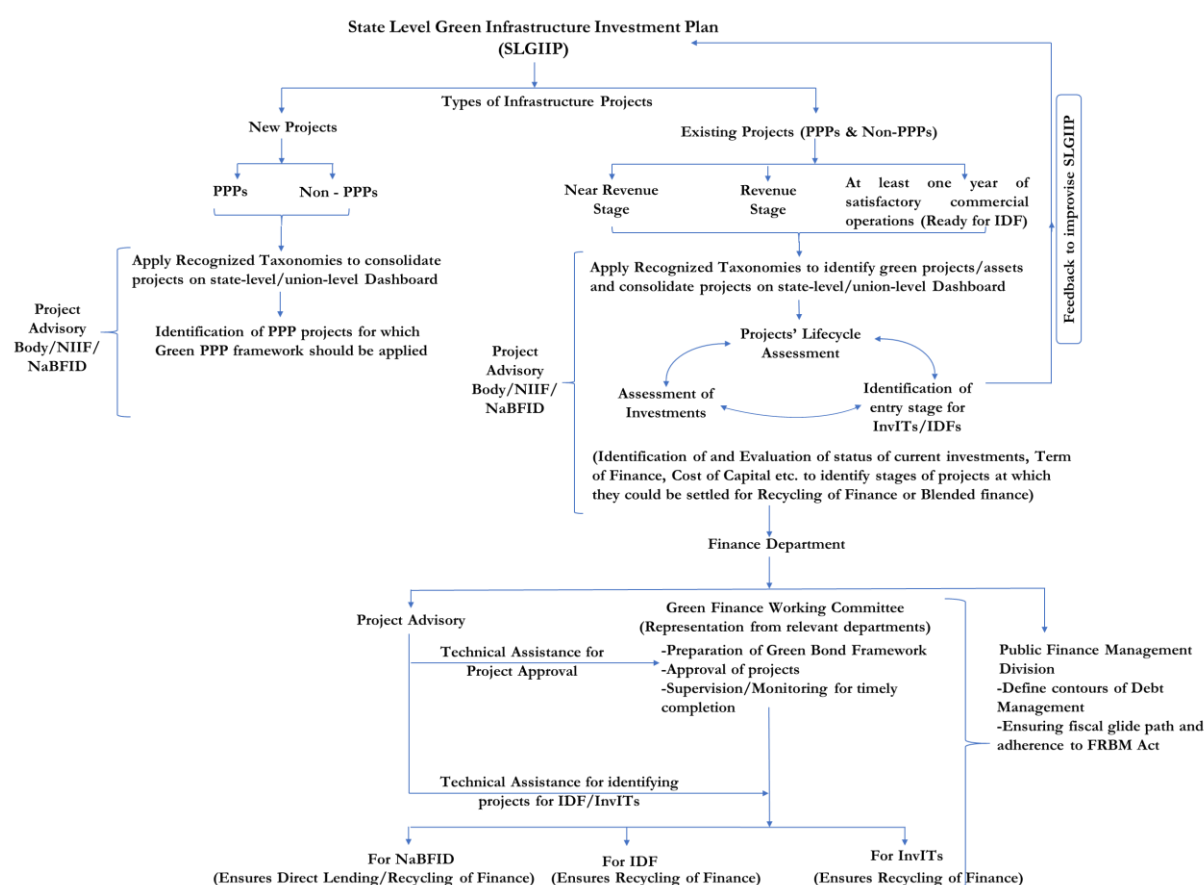 State Level Green Infrastructure Investment Plan
(SLGIIP)
Types of Infrastructure Projects
New Projects
Existing Projects (PPPs & Non-PPPs)
PPPs
Non - PPPs
Near Revenue
Stage
Revenue
Stage
At least one year of
satisfactory commercial
operations (Ready for IDF)
Feedback to improvise SLGIIP
Project
Advisory
Body/NIIF/
NaBFID
Apply Recognized Taxonomies to consolidate
projects on state-level/union-level Dashboard
Identification of PPP projects for which
Green PPP framework should be applied
Project
Advisory
Body/NIIF/
NaBFID
Apply Recognized Taxonomies to identify green projects/assets
and consolidate projects on state-level/union-level Dashboard
Projects' Lifecycle
Assessment
Assessment of
Investments
Identification of
entry stage for
InvITs/IDFs
(Identification of and Evaluation of status of current investments, Term
of Finance, Cost of Capital etc. to identify stages of projects at which
they could be settled for Recycling of Finance or Blended finance)
Finance Department
Project Advisory
Green Finance Working Committee
(Representation from relevant departments)
-Preparation of Green Bond Framework
-Approval of projects
-Supervision/Monitoring for timely
completion
Technical Assistance for
Project Approval
Public Finance Management
Division
-Define contours of Debt
Management
-Ensuring fiscal glide path and
adherence to FRBM Act
Technical Assistance for identifying
projects for IDF/InvITs
For NaBFID
(Ensures Direct Lending/Recycling of Finance)
For IDF
(Ensures Recycling of Finance)
For InvITs
(Ensures Recycling of Finance)